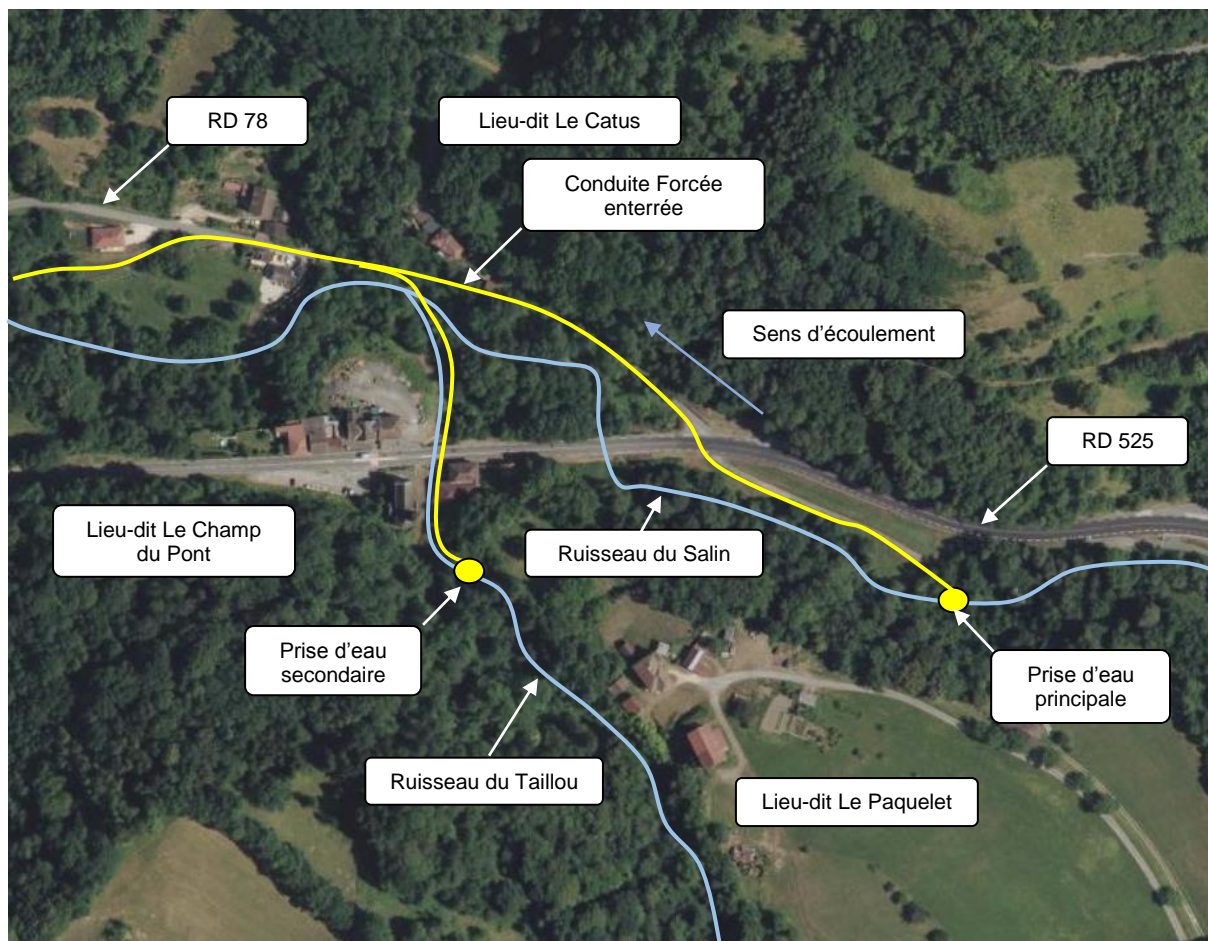 RD 78
Lieu-dit Le Catus
Conduite Forcée
enterrée
Sens d'écoulement
RD 525
Lieu-dit Le Champ
du Pont
Ruisseau du Salin
Prise d'eau
secondaire
Prise d'eau
principale
Ruisseau du Taillou
Lieu-dit Le Paquelet